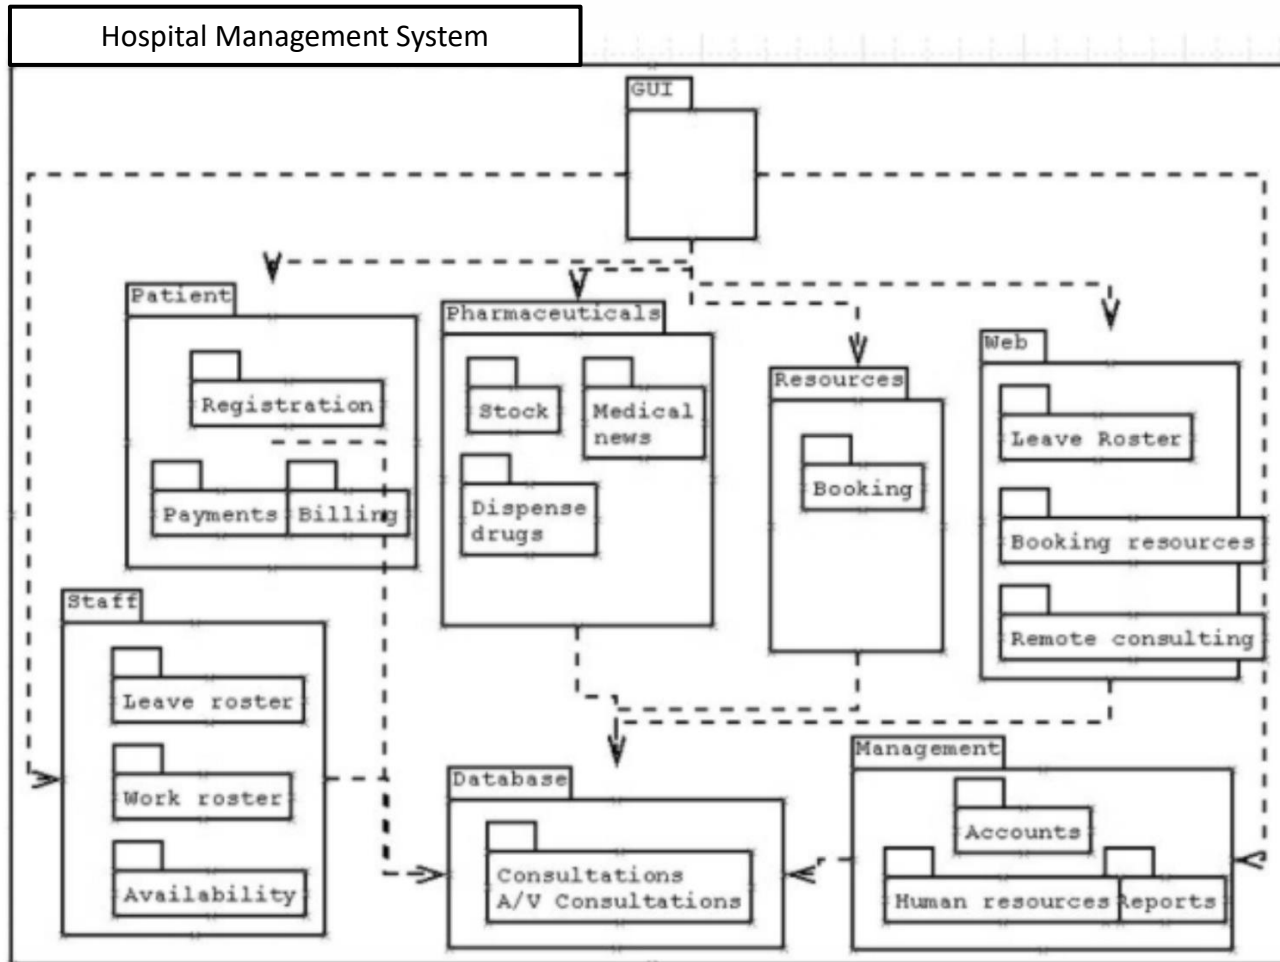 Hospital Management System
GUI
Patient
Registration
Payments
Billing
Pharmaceuticals
Stock
Medical
news
Dispense
drugs
Resources
Booking
Web
Leave Roster
Booking resources
Remote consulting
Staff
Leave roster
Work roster
Availability
Database
Consultations
A/V Consultations
Management
Accounts
Human resources
Reports